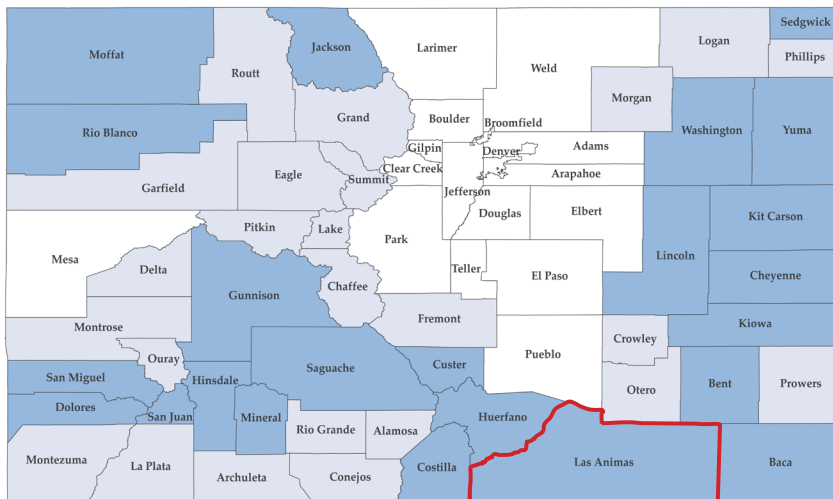 Sedgwick
Moffat
Jackson
Larimer
Logan
Routt
Weld
Phillips
Morgan
Grand
Boulder
Broomfield
Rio Blanco
Washington
Yuma
Gilpin
Denver
Adams
Clear Creek
Eagle
Summit
Arapahoe
Garfield
Jefferson
Douglas
Elbert
Kit Carson
Pitkin
Lake
Park
Mesa
Lincoln
Delta
Teller
El Paso
Cheyenne
Gunnison
Chaffee
Montrose
Fremont
Kiowa
Crowley
Ouray
Pueblo
Saguache
Custer
San Miguel
Hinsdale
Bent
Prowers
Otero
Dolores
San Juan
Mineral
Huerfano
Rio Grande
Alamosa
Montezuma
La Plata
Costilla
Las Animas
Baca
Archuleta
Conejos